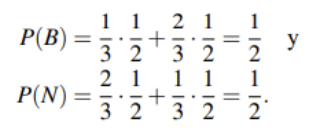 P(B) = 1/3 · 1/2 + 2/3 · 1/2 = 1/2 y
P(N) = 2/3 · 1/2 + 1/3 · 1/2 = 1/2.